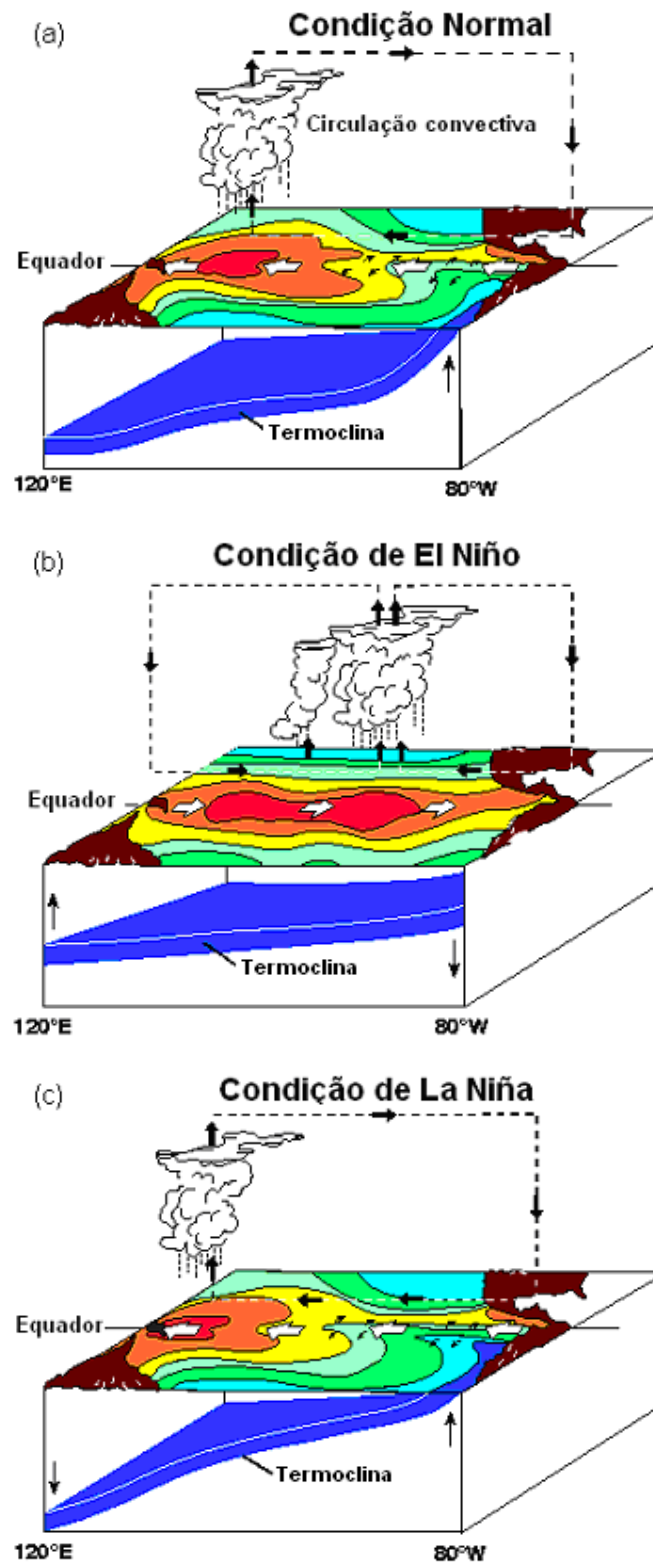 (a)
Condição Normal
Circulação convectiva
Equador
Termoclina
120°E
80°W
(b)
Condição de El Niño
Equador
Termoclina
120°E
80°W
(c)
Condição de La Niña
Equador
Termoclina
120°E
80°W